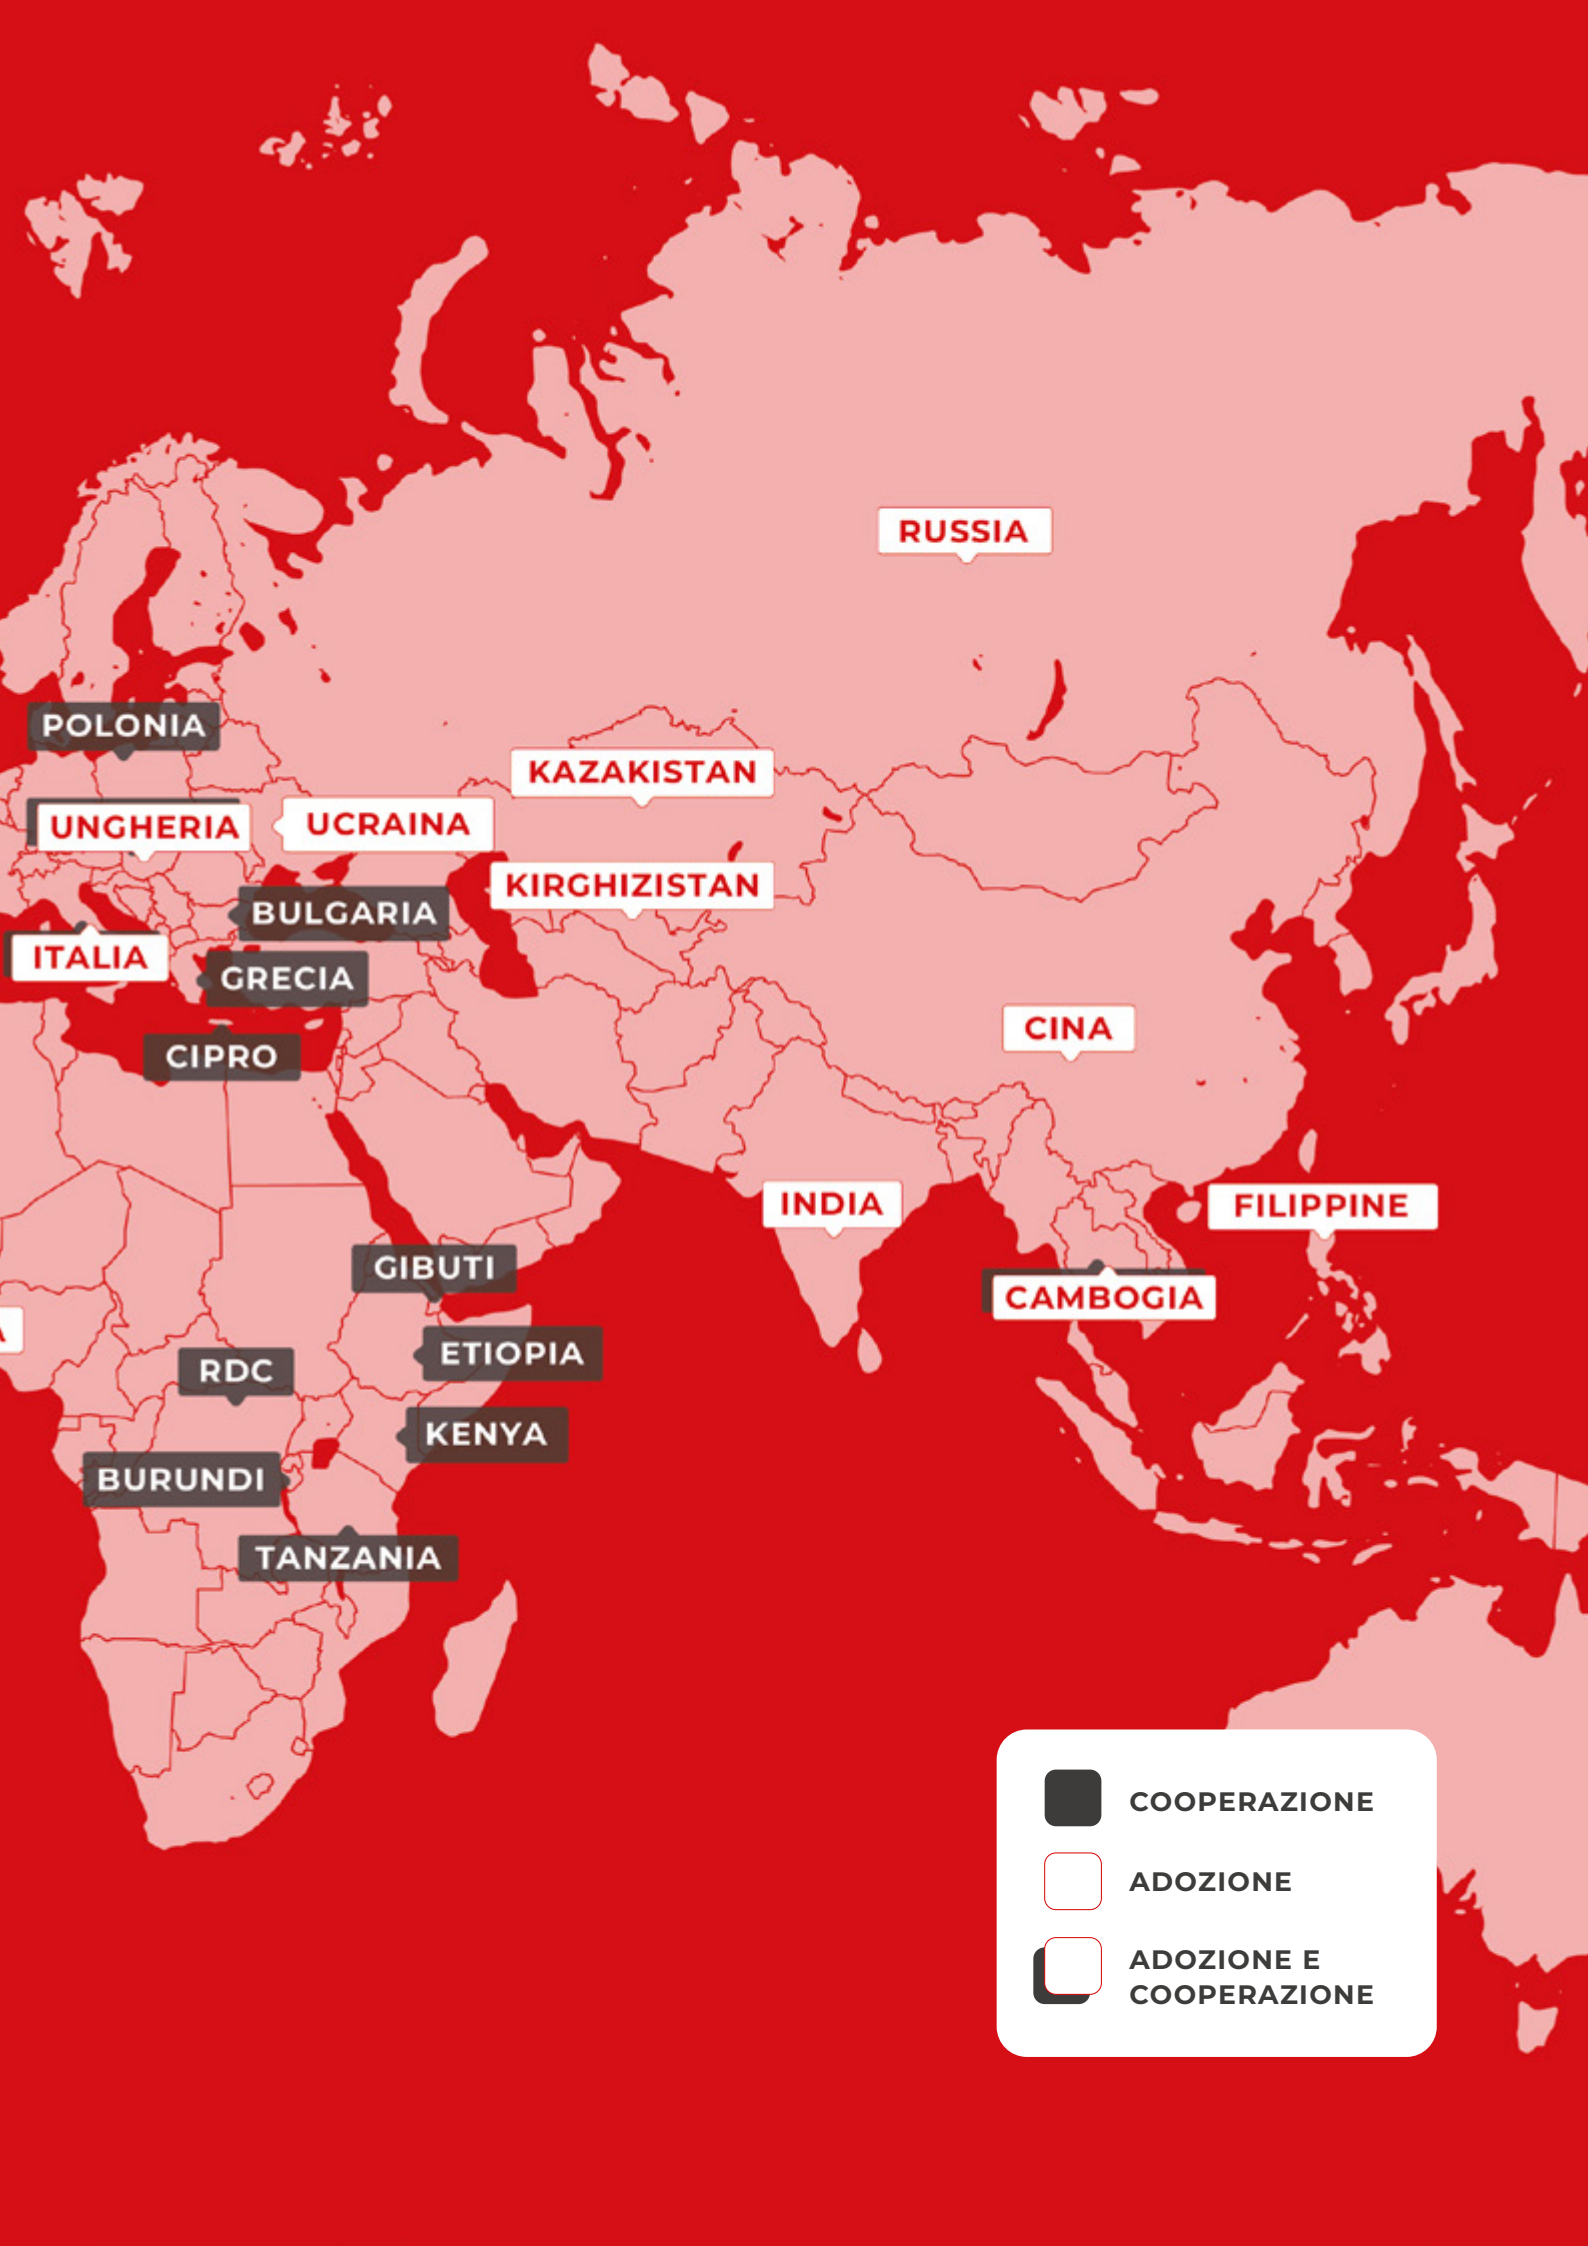 RUSSIA
POLONIA
KAZAKISTAN
UNGHERIA
UCRAINA
KIRGHIZISTAN
BULGARIA
ITALIA
GRECIA
CINA
CIPRO
INDIA
FILIPPINE
GIBUTI
CAMBOGIA
ETIOPIA
RDC
KENYA
BURUNDI
TANZANIA
COOPERAZIONE
ADOZIONE
ADOZIONE E
COOPERAZIONE